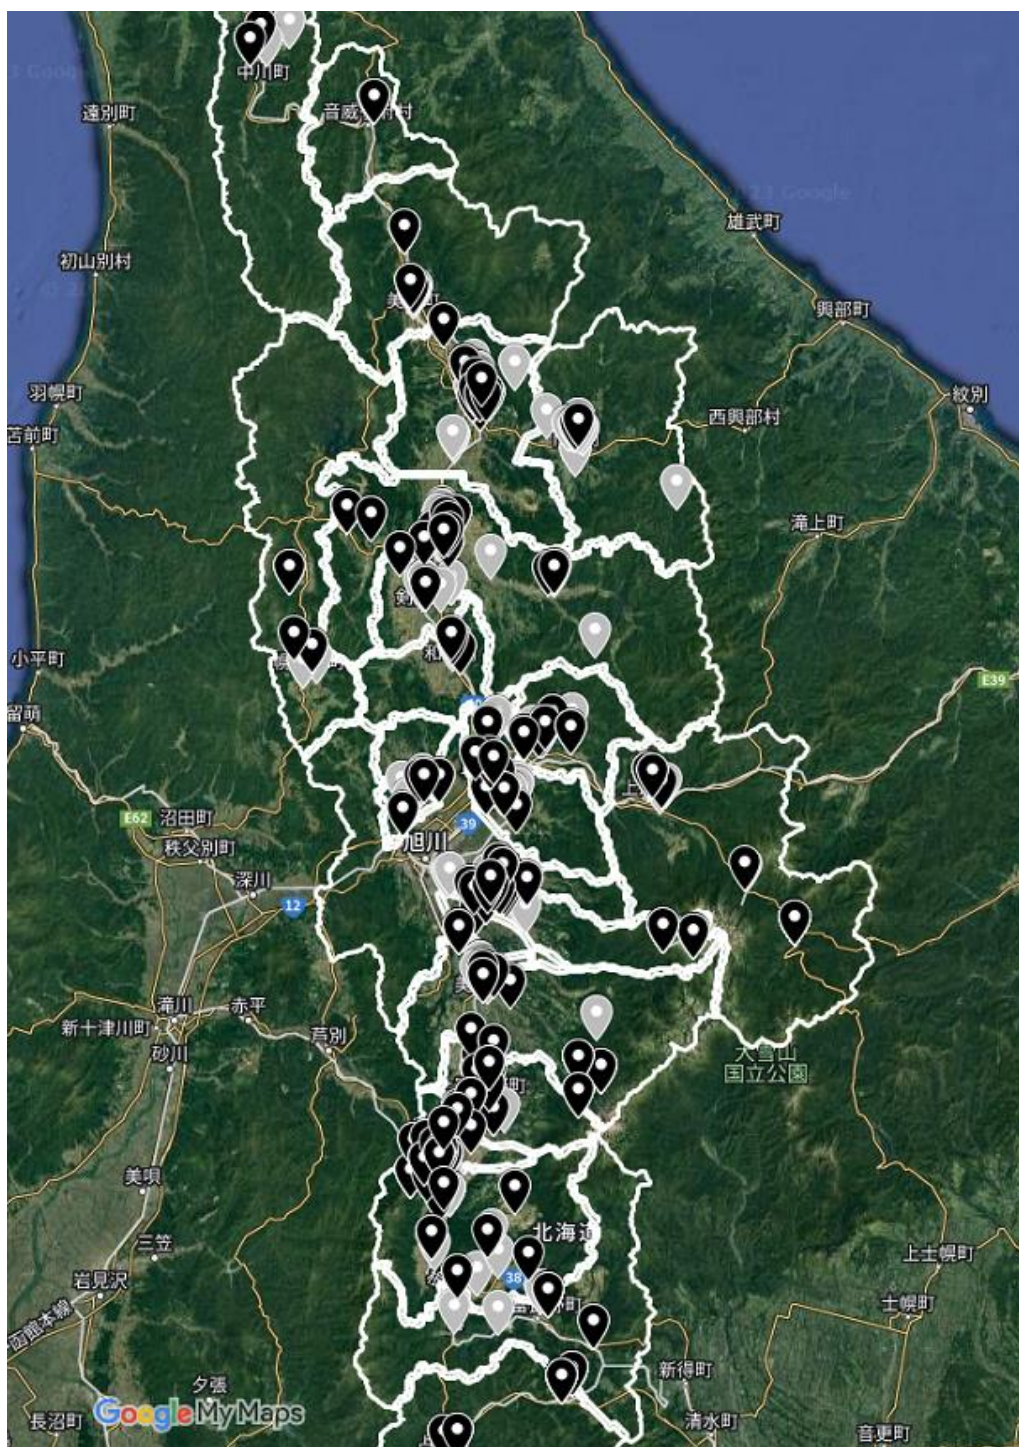 中川町
遠別町
雄武町
初山別村
興部町
羽幌町
紋別
西興部村
苫前町
滝上町
小平町
E39
留萌
沼田町
E62
39
旭川
秩父別町
深川
12
滝川
赤平
新十津川町
芦別
砂川
大雪山
国立公園
美唄
三笠
北海道
上士幌町
岩見沢
38
士幌町
函館本線
新得町
夕張
Google My Maps
長沼町
清水町
音更町